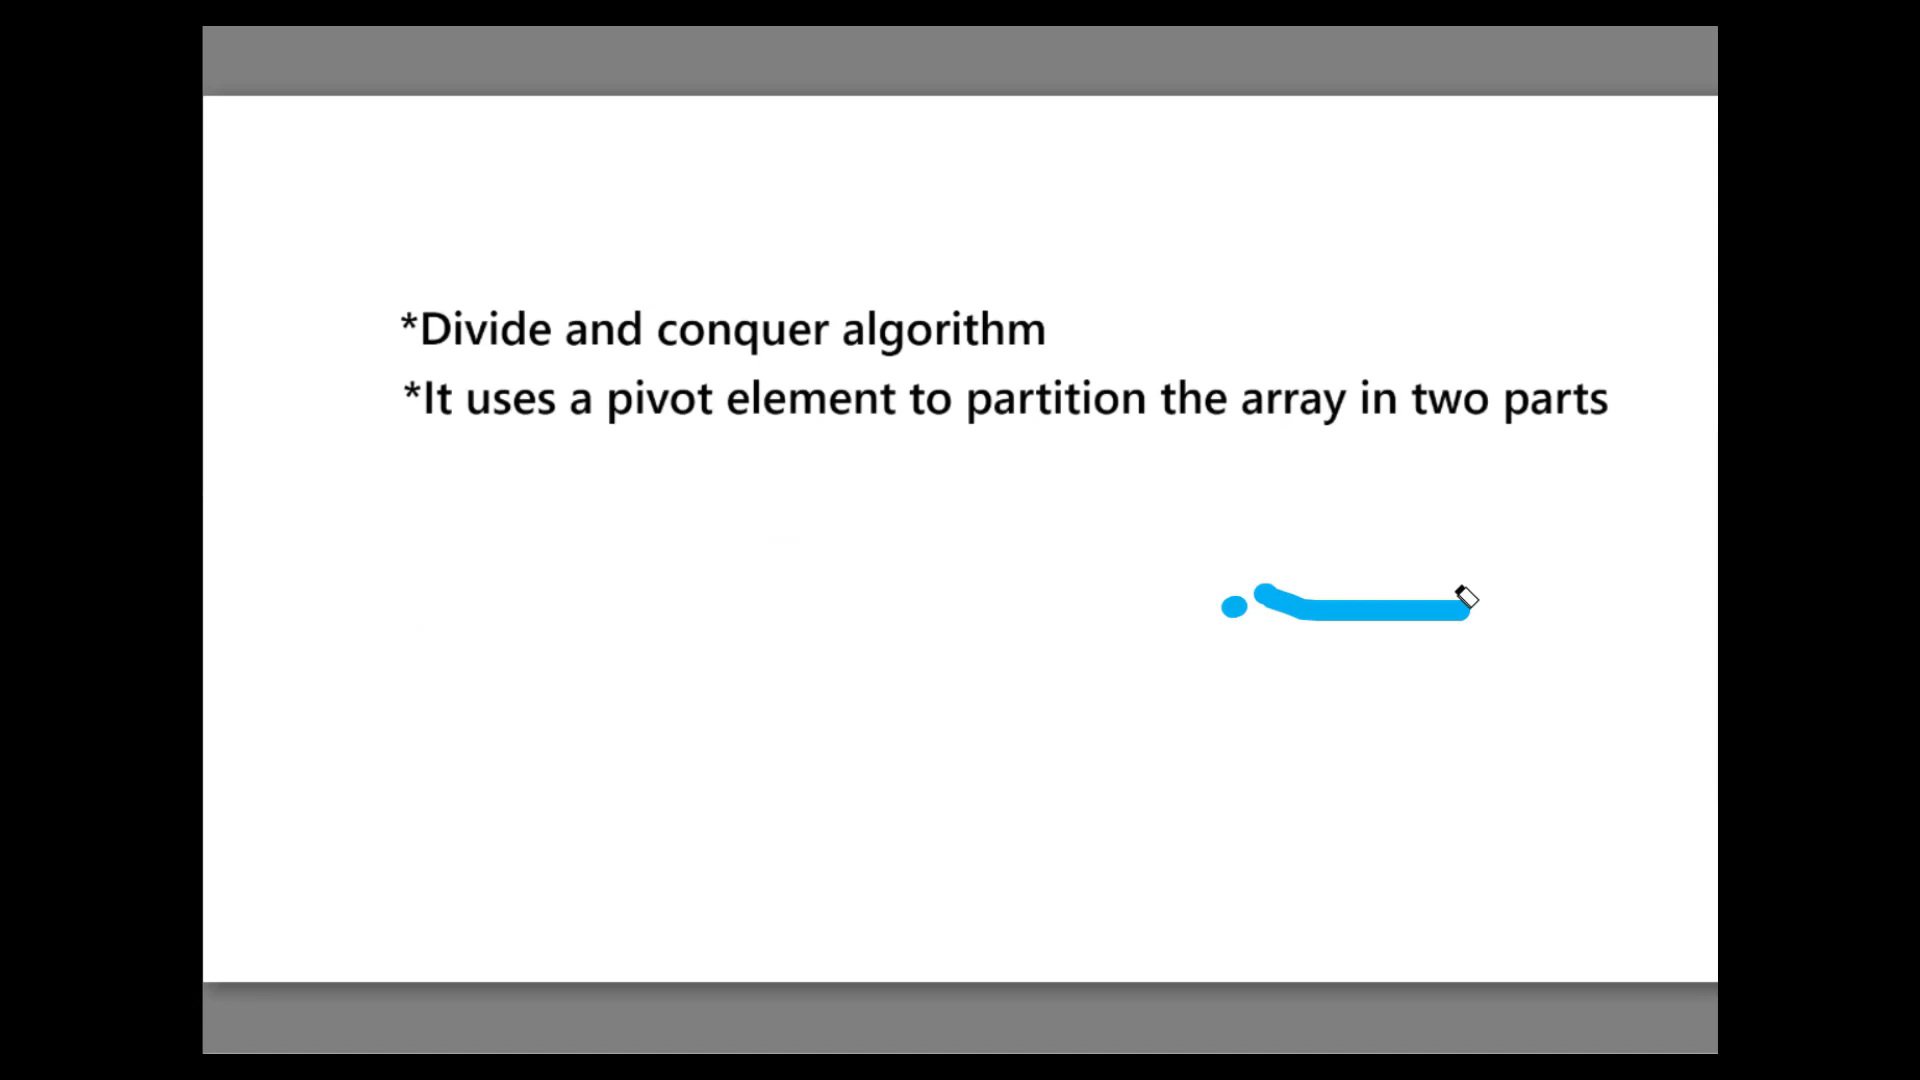 *Divide and conquer algorithm
*It uses a pivot element to partition the array in two parts